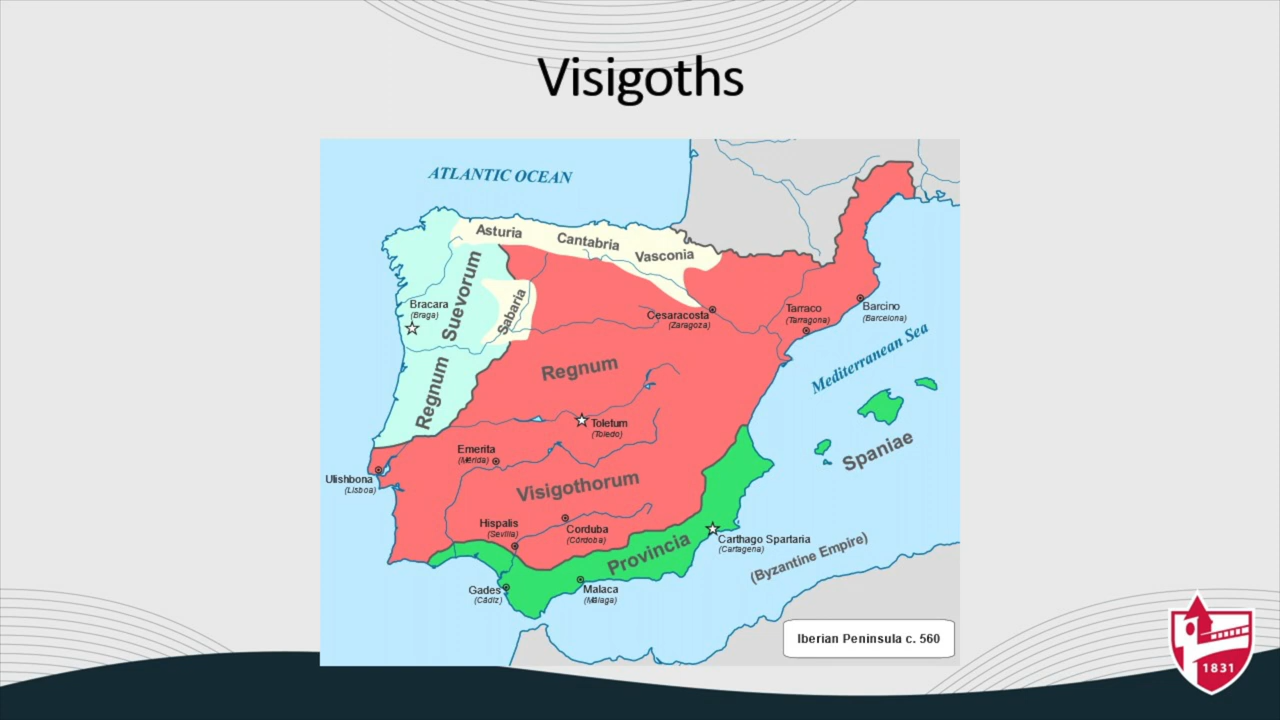 Visigoths
ATLANTIC OCEAN
Asturia
Cantabria
Vasconia
Regnum Suevorum
Sabaria
Bracara
(Braga)
Cesaracosta
(Zaragoza)
Tarraco
(Tarragona)
Barcino
(Barcelona)
Mediterranean Sea
Regnum
Toletum
(Toledo)
Emerita
(Mérida)
Spaniae
Ulishbona
(Lisboa)
Visigothorum
Hispalis
(Sevilla)
Corduba
(Córdoba)
Provincia
Carthago Spartaria
(Cartagena)
(Byzantine Empire)
Gades
(Cádiz)
Malaca
(Málaga)
Iberian Peninsula c. 560
1831